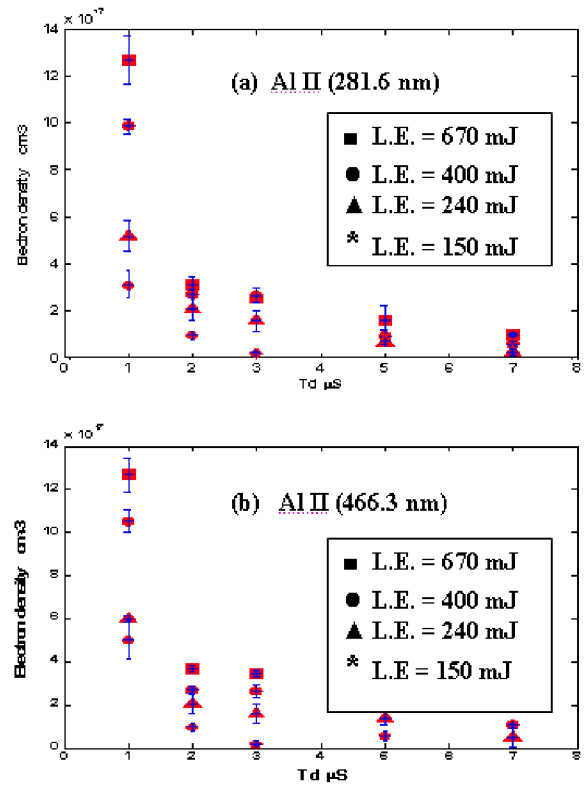 × 10⁻¹⁷
14
12
10
8
6
4
2
0
0 1 2 3 4 5 6 7 8
Electron density cm3
Td μS
(a) Al II (281.6 nm)
L.E. = 670 mJ
L.E. = 400 mJ
L.E. = 240 mJ
* L.E. = 150 mJ
14
12
10
8
6
4
2
0
0 1 2 3 4 5 6 7 8
Electron density cm3
Td μS
(b) Al II (466.3 nm)
L.E. = 670 mJ
L.E. = 400 mJ
L.E. = 240 mJ
* L.E = 150 mJ